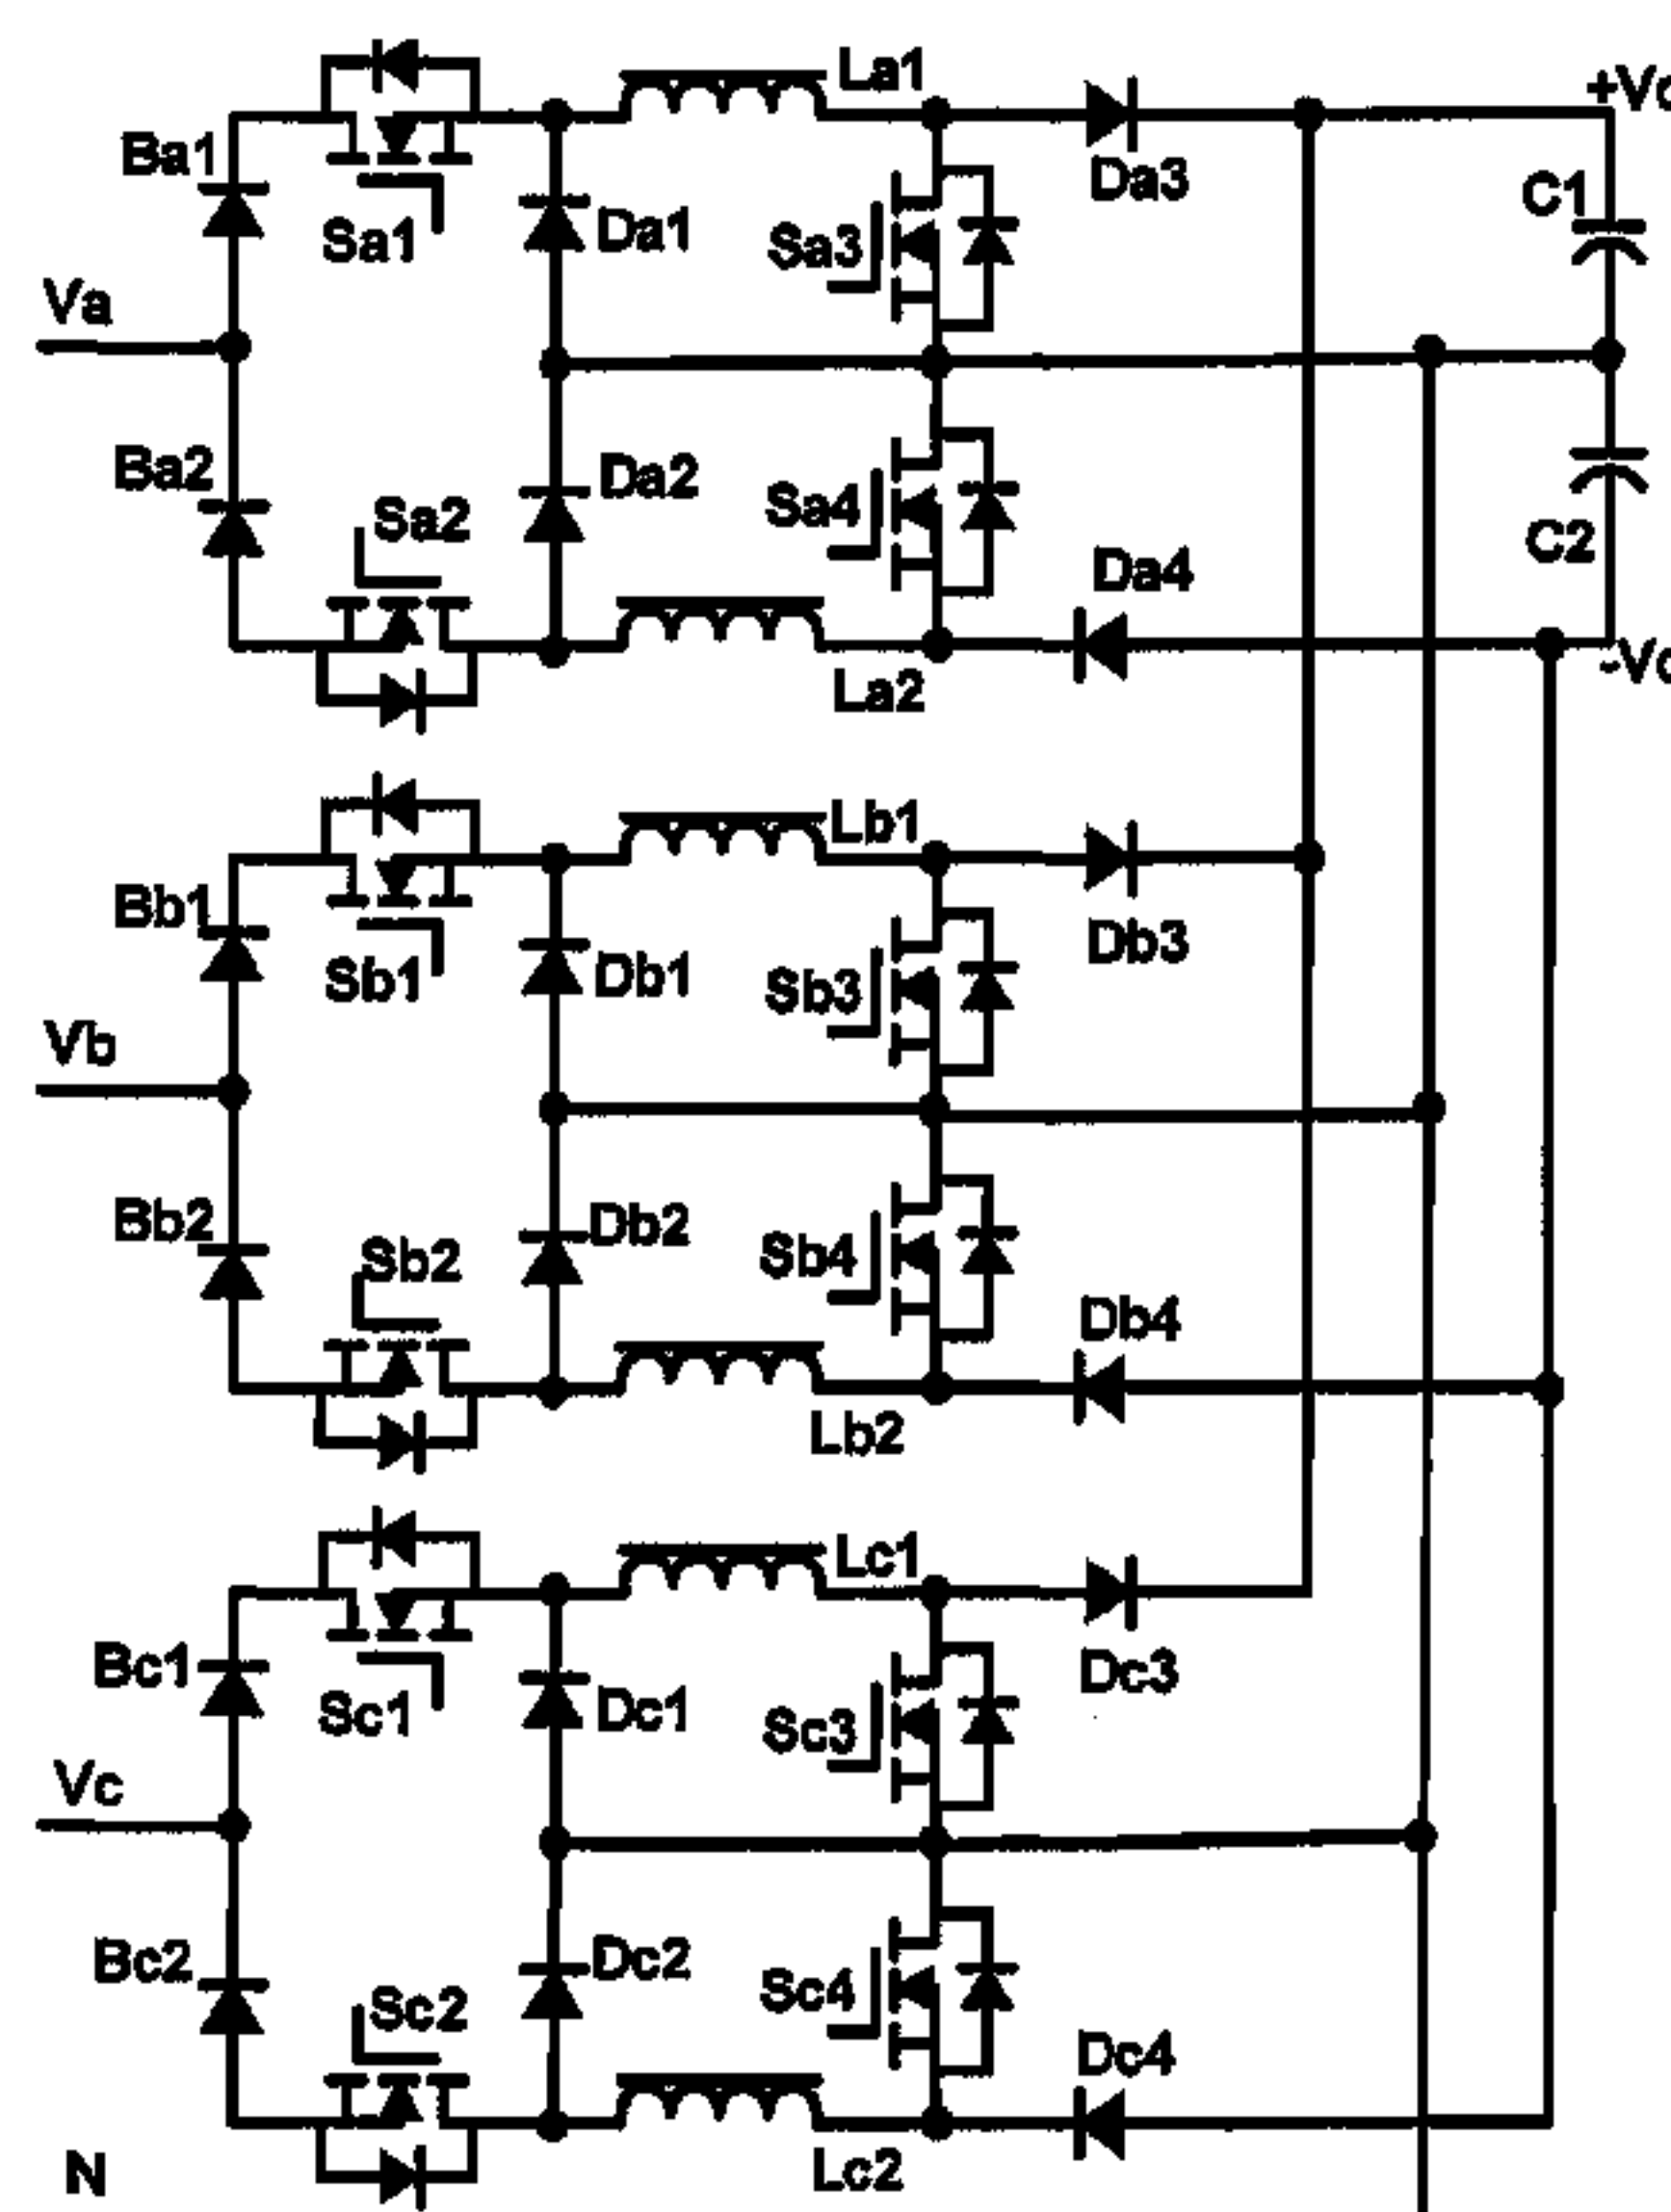 La1
+Vo
Ba1
Da3
C1
Sa1
Da1
Sa3
Va
Ba2
Da2
Sa2
Sa4
C2
Da4
-Vo
La2
Lb1
Bb1
Db3
Sb1
Db1
Sb3
Vb
Bb2
Db2
Sb2
Sb4
Db4
Lb2
Lc1
Bc1
Dc3
Sc1
Dc1
Sc3
Vc
Bc2
Dc2
Sc2
Sc4
Dc4
N
Lc2